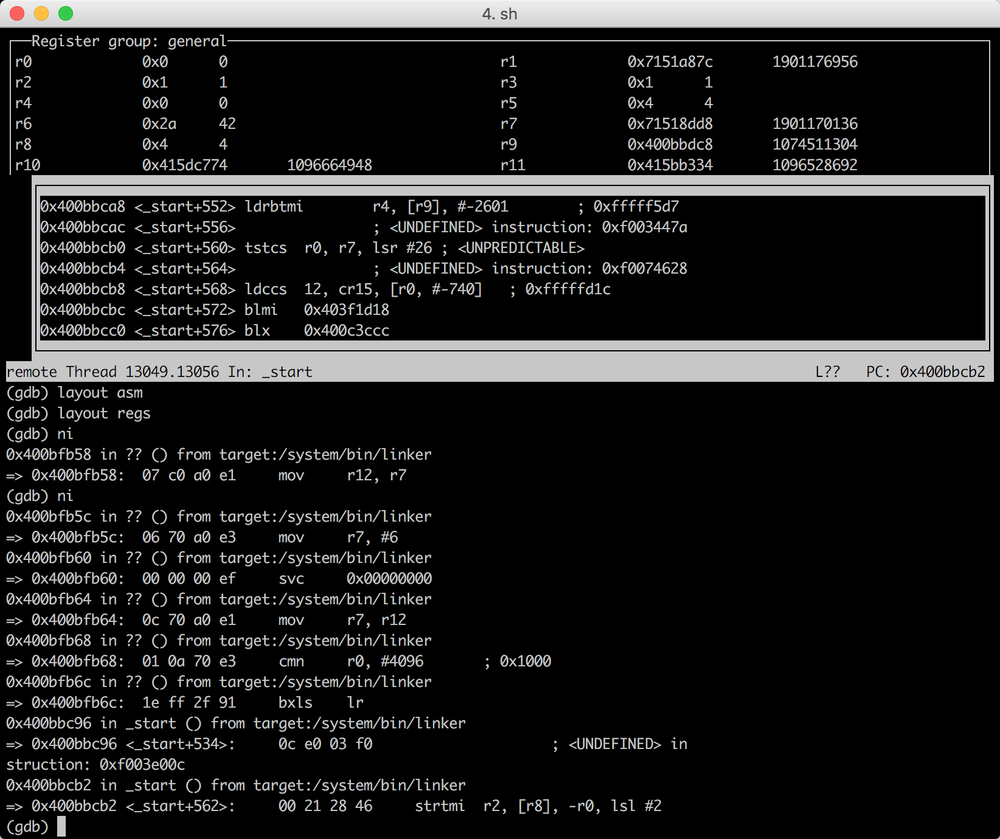 4. sh
Register group: general
r0 0x0 0 r1 0x7151a87c 1901176956
r2 0x1 1 r3 0x1 1
r4 0x0 0 r5 0x4 4
r6 0x2a 42 r7 0x71518dd8 1901170136
r8 0x4 4 r9 0x400bbdc8 1074511304
r10 0x415dc774 1096664948 r11 0x415bb334 1096528692
0x400bbca8 <_start+552> ldrbtmi r4, [r9], #-2601 ; 0xfffff5d7
0x400bbcac <_start+556> ; <UNDEFINED> instruction: 0xf003447a
0x400bbcb0 <_start+560> tstcs r0, r7, lsr #26 ; <UNPREDICTABLE>
0x400bbcb4 <_start+564> ; <UNDEFINED> instruction: 0xf0074628
0x400bbcb8 <_start+568> ldccs 12, cr15, [r0, #-740] ; 0xfffffd1c
0x400bbcbc <_start+572> blmi 0x403f1d18
0x400bbcc0 <_start+576> blx 0x400c3ccc
remote Thread 13049.13056 In: _start L?? PC: 0x400bbcb2
(gdb) layout asm
(gdb) layout regs
(gdb) ni
0x400bfb58 in ?? () from target:/system/bin/linker
=> 0x400bfb58: 07 c0 a0 e1 mov r12, r7
(gdb) ni
0x400bfb5c in ?? () from target:/system/bin/linker
=> 0x400bfb5c: 06 70 a0 e3 mov r7, #6
0x400bfb60 in ?? () from target:/system/bin/linker
=> 0x400bfb60: 00 00 00 ef svc 0x00000000
0x400bfb64 in ?? () from target:/system/bin/linker
=> 0x400bfb64: 0c 70 a0 e1 mov r7, r12
0x400bfb68 in ?? () from target:/system/bin/linker
=> 0x400bfb68: 01 0a 70 e3 cmn r0, #4096 ; 0x1000
0x400bfb6c in ?? () from target:/system/bin/linker
=> 0x400bfb6c: 1e ff 2f 91 bxls lr
0x400bbc96 in _start () from target:/system/bin/linker
=> 0x400bbc96 <_start+534>: 0c e0 03 f0 ; <UNDEFINED> in
struction: 0xf003e00c
0x400bbcb2 in _start () from target:/system/bin/linker
=> 0x400bbcb2 <_start+562>: 00 21 28 46 strtmi r2, [r8], -r0, lsl #2
(gdb)